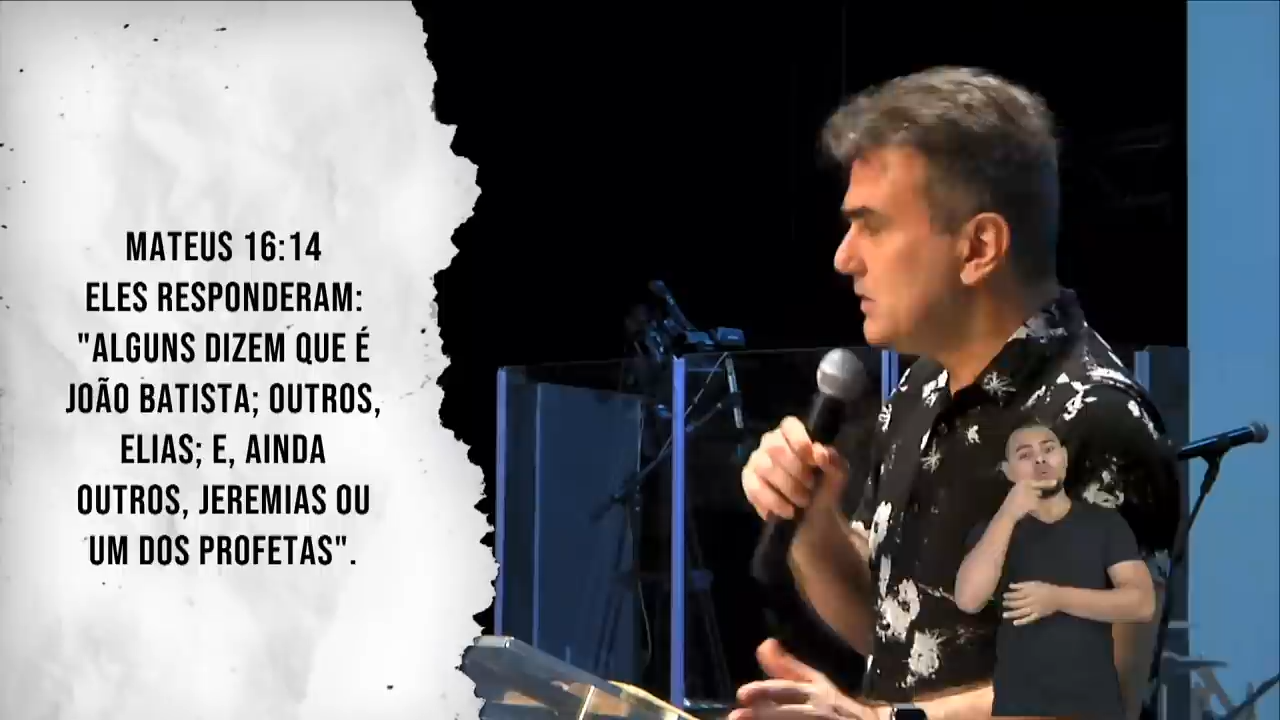 MATEUS 16:14
ELES RESPONDERAM:
"ALGUNS DIZEM QUE É
JOÃO BATISTA; OUTROS,
ELIAS; E, AINDA
OUTROS, JEREMIAS OU
UM DOS PROFETAS".